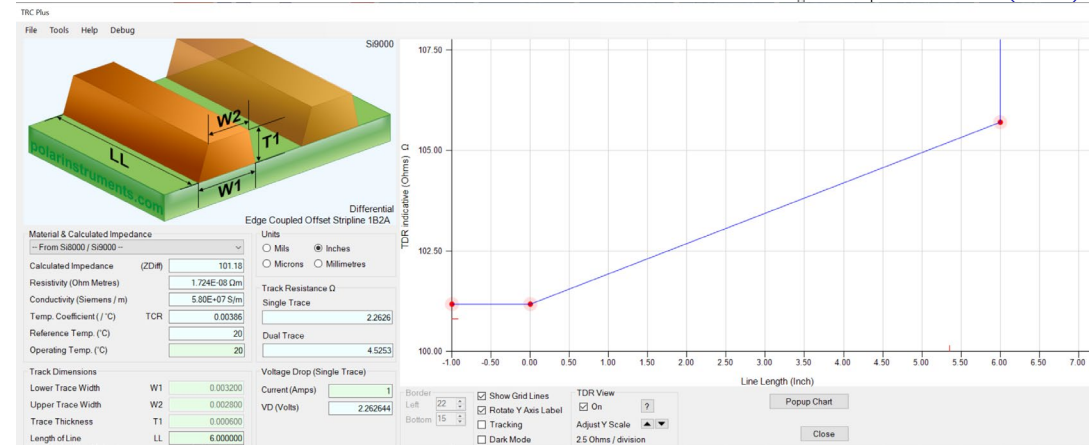 TRC Plus
File Tools Help Debug
Si9000
W2
T1
LL
W1
polarinstruments.com
Differential
Edge Coupled Offset Stripline 1B2A
Material & Calculated Impedance
-- From Si8000 / Si9000 --
Calculated Impedance (ZDiff) 101.18
Resistivity (Ohm Metres) 1.724E-08 Ωm
Conductivity (Siemens / m) 5.80E+07 S/m
Temp. Coefficient ( / °C) TCR 0.00386
Reference Temp. (°C) 20
Operating Temp. (°C) 20
Track Dimensions
Lower Trace Width W1 0.003200
Upper Trace Width W2 0.002800
Trace Thickness T1 0.000600
Length of Line LL 6.000000
Units
Mils Inches
Microns Millimetres
Track Resistance Ω
Single Trace
2.2626
Dual Trace
4.5253
Voltage Drop (Single Trace)
Current (Amps) 1
VD (Volts) 2.262644
TDR indicative (Ohms) Ω
107.50
105.00
102.50
100.00
-1.00 -0.50 0.00 0.50 1.00 1.50 2.00 2.50 3.00 3.50 4.00 4.50 5.00 5.50 6.00 6.50 7.00
Line Length (Inch)
Border
Left 22
Bottom 15
Show Grid Lines
Rotate Y Axis Label
Tracking
Dark Mode
TDR View
On ?
Adjust Y Scale
2.5 Ohms / division
Popup Chart
Close